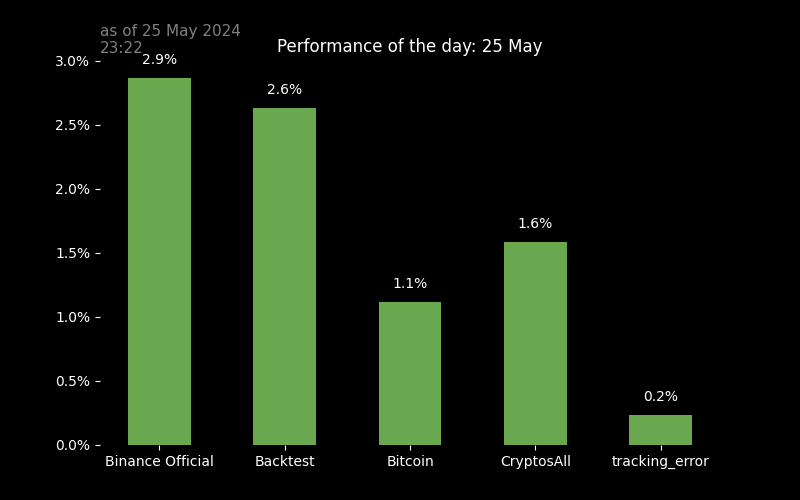 as of 25 May 2024
23:22
Performance of the day: 25 May
3.0%
2.5%
2.0%
1.5%
1.0%
0.5%
0.0%
2.9%
2.6%
1.1%
1.6%
0.2%
Binance Official
Backtest
Bitcoin
CryptosAll
tracking_error